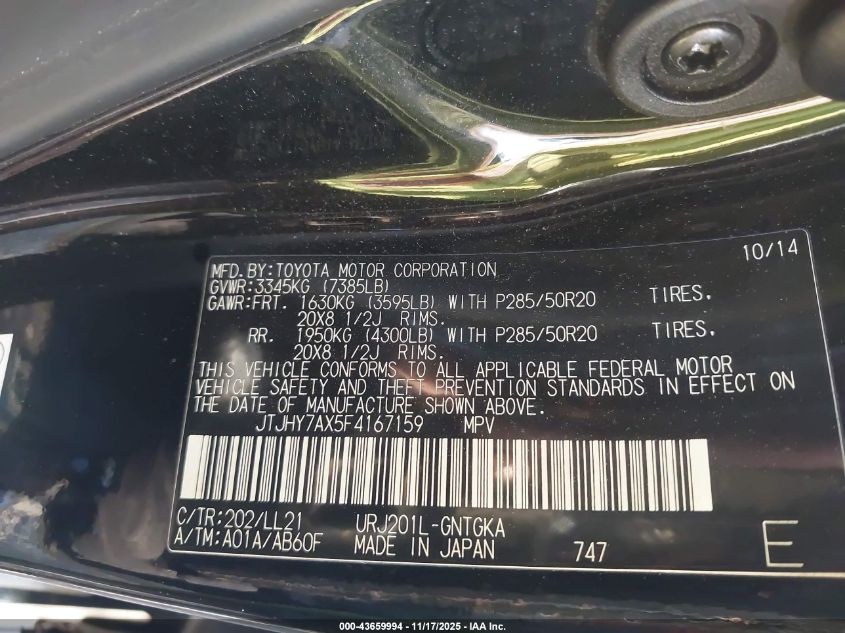 10/14
MFD.BY:TOYOTA MOTOR CORPORATION
GVWR:3345KG (7385LB)
GAWR:FRT. 1630KG (3595LB) WITH P285/50R20 TIRES.
20X8 1/2J RIMS.
RR. 1950KG (4300LB) WITH P285/50R20 TIRES.
20X8 1/2J RIMS.
THIS VEHICLE CONFORMS TO ALL APPLICABLE FEDERAL MOTOR
VEHICLE SAFETY AND THEFT PREVENTION STANDARDS IN EFFECT ON
THE DATE OF MANUFACTURE SHOWN ABOVE.
JTJHY7AX5F4167159 MPV
C/TR:202/LL21 URJ201L-GNTGKA
A/TM:A01A/AB60F MADE IN JAPAN 747 E
000-43659994 - 11/17/2025 - IAA Inc.